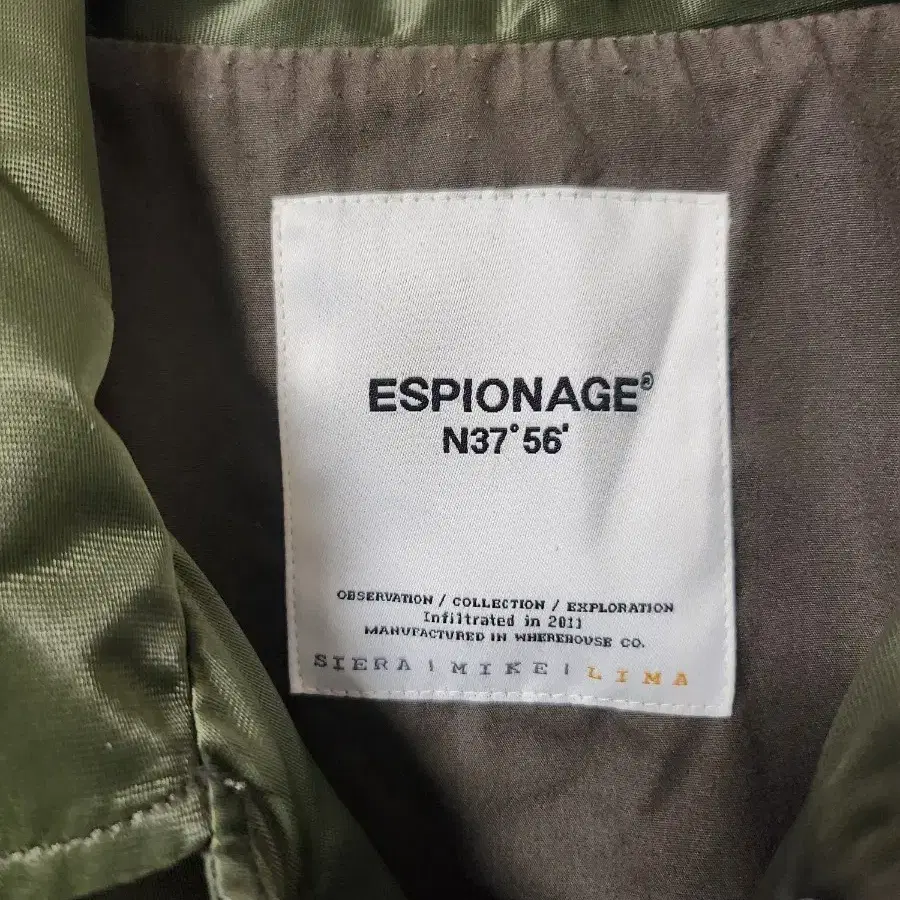 ESPIONAGE®
N37°56'
OBSERVATION / COLLECTION / EXPLORATION
Infiltrated in 2011
MANUFACTURED IN WHEREHOUSE CO.
SIERA | MIKE | LIMA